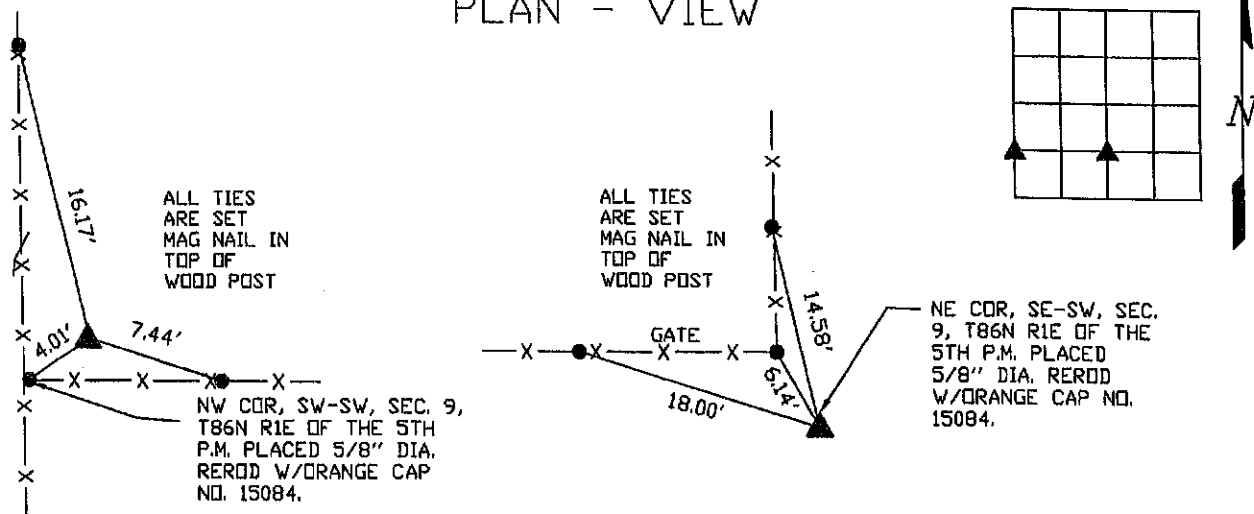 PLAN - VIEW
N
16.17'
ALL TIES
ARE SET
MAG NAIL IN
TOP OF
WOOD POST
4.01'
7.44'
NW COR, SW-SW, SEC. 9,
T86N R1E OF THE 5TH
P.M. PLACED 5/8" DIA.
REROD W/ORANGE CAP
NO. 15084.
ALL TIES
ARE SET
MAG NAIL IN
TOP OF
WOOD POST
GATE
14.58'
6.14'
18.00'
NE COR, SE-SW, SEC.
9, T86N R1E OF THE
5TH P.M. PLACED
5/8" DIA. REROD
W/ORANGE CAP NO.
15084.